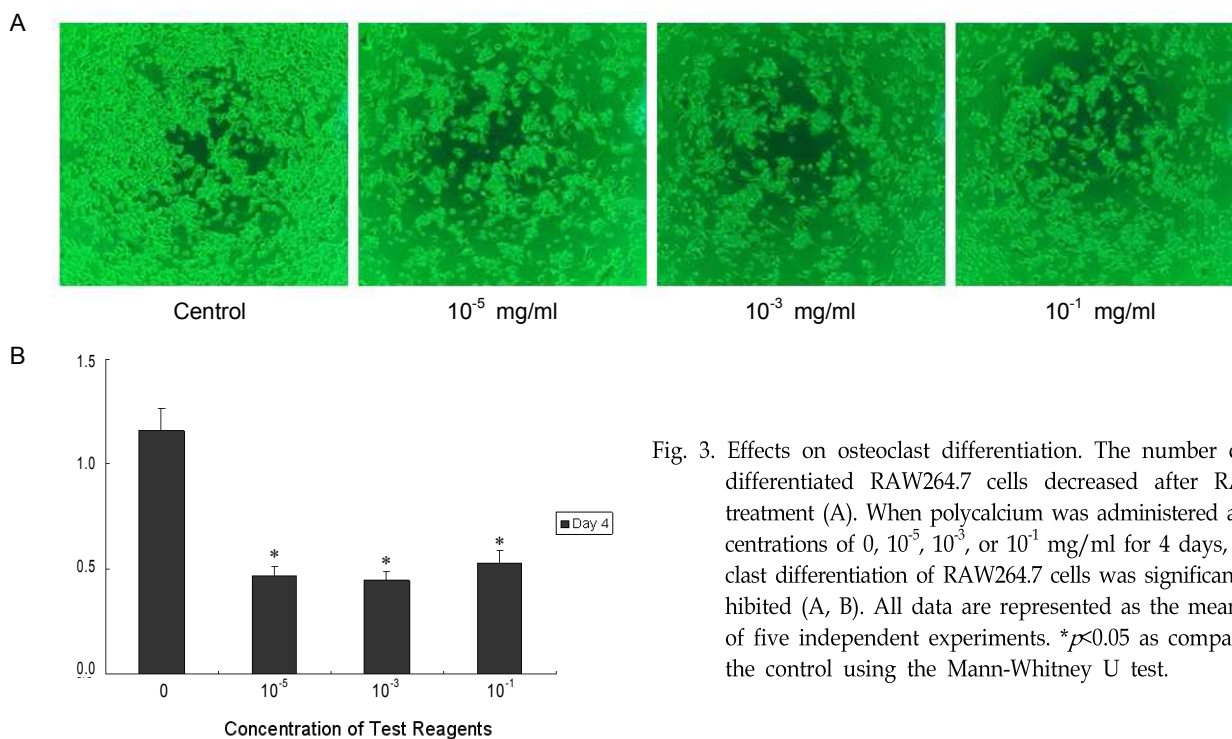 A
Centrol
10⁻⁵ mg/ml
10⁻³ mg/ml
10⁻¹ mg/ml
B
1.5
1.0
0.5
0.0
*
*
*
Day 4
0
10⁻⁵
10⁻³
10⁻¹
Concentration of Test Reagents
Fig. 3. Effects on osteoclast differentiation. The number
differentiated RAW264.7 cells decreased after
treatment (A). When polycalcium was administered
centrations of 0, 10⁻⁵, 10⁻³, or 10⁻¹ mg/ml for 4 days,
clast differentiation of RAW264.7 cells was significan
hibited (A, B). All data are represented as the mean
of five independent experiments. *p<0.05 as compa
the control using the Mann-Whitney U test.